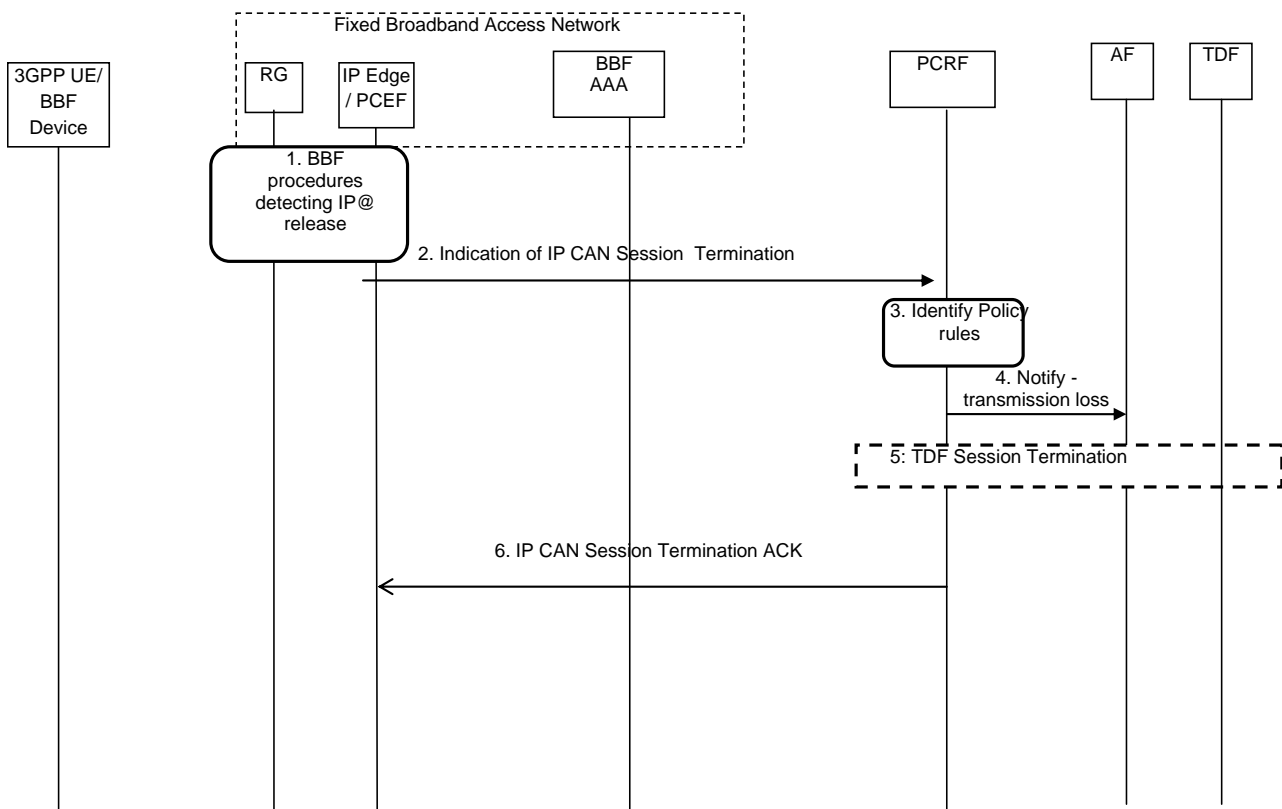 Fixed Broadband Access Network
3GPP UE/
BBF
Device
RG
IP Edge
/ PCEF
BBF
AAA
PCRF
AF
TDF
1. BBF
procedures
detecting IP@
release
2. Indication of IP CAN Session Termination
3. Identify Policy
rules
4. Notify -
transmission loss
5: TDF Session Termination
6. IP CAN Session Termination ACK